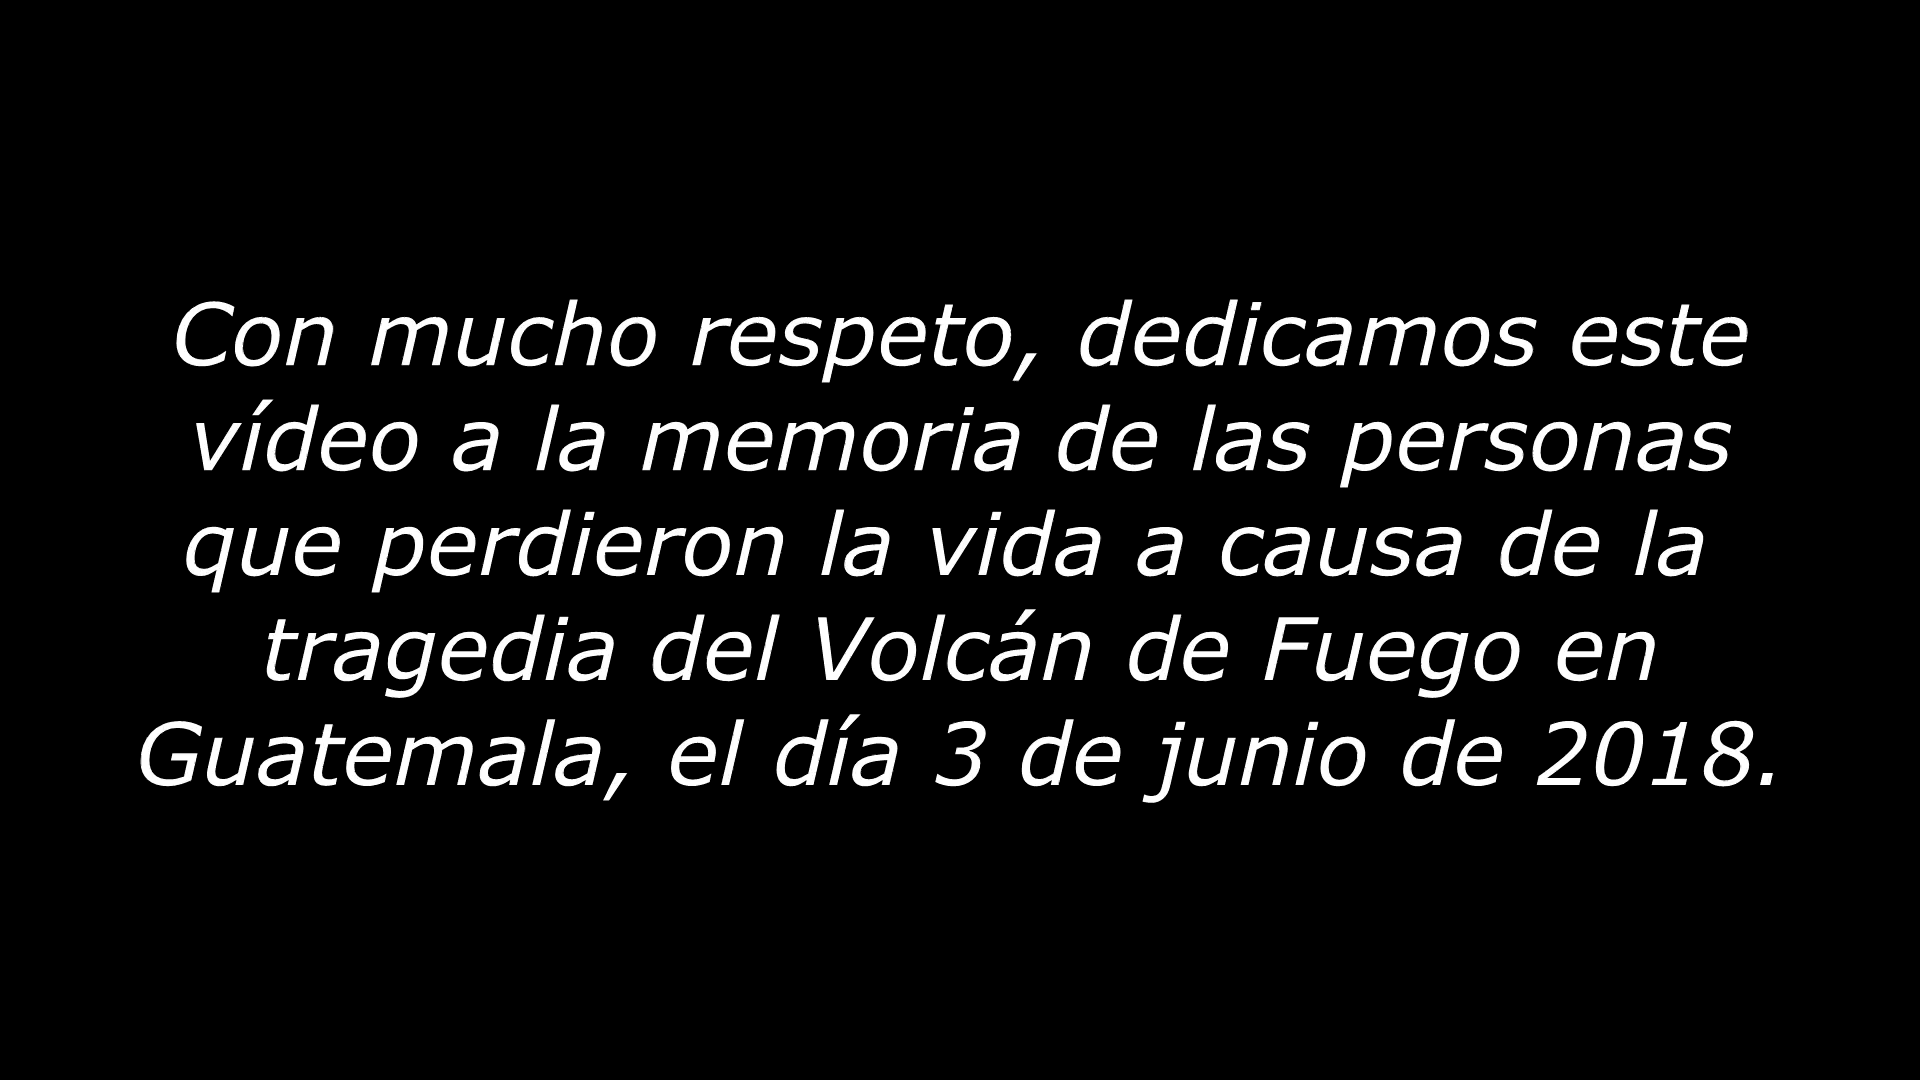 Con mucho respeto, dedicamos este
vídeo a la memoria de las personas
que perdieron la vida a causa de la
tragedia del Volcán de Fuego en
Guatemala, el día 3 de junio de 2018.